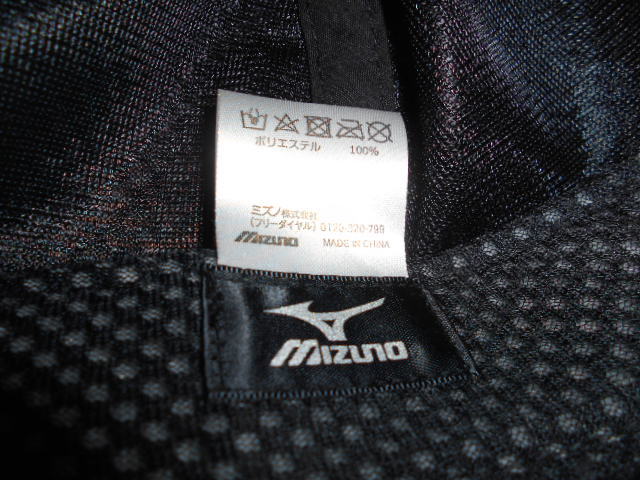 ポリエステル 100%
ミズノ株式会社
(フリーダイヤル) 0120-320-799
MIZUNO MADE IN CHINA
MIZUNO